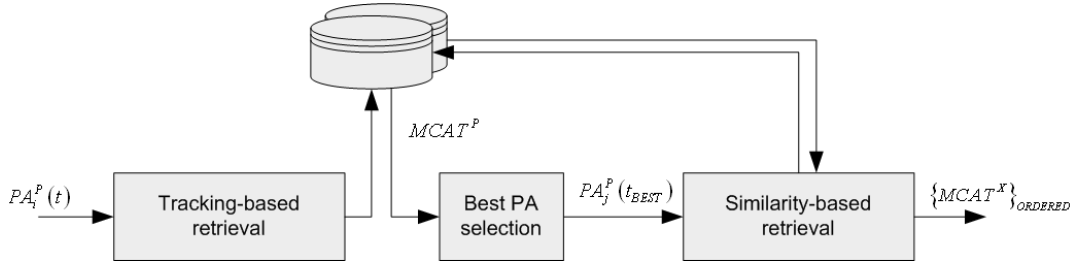 MCAT^P
PA_i^P(t)
Tracking-based
retrieval
Best PA
selection
PA_j^P(t_BEST)
Similarity-based
retrieval
{MCAT^X}_ORDERED